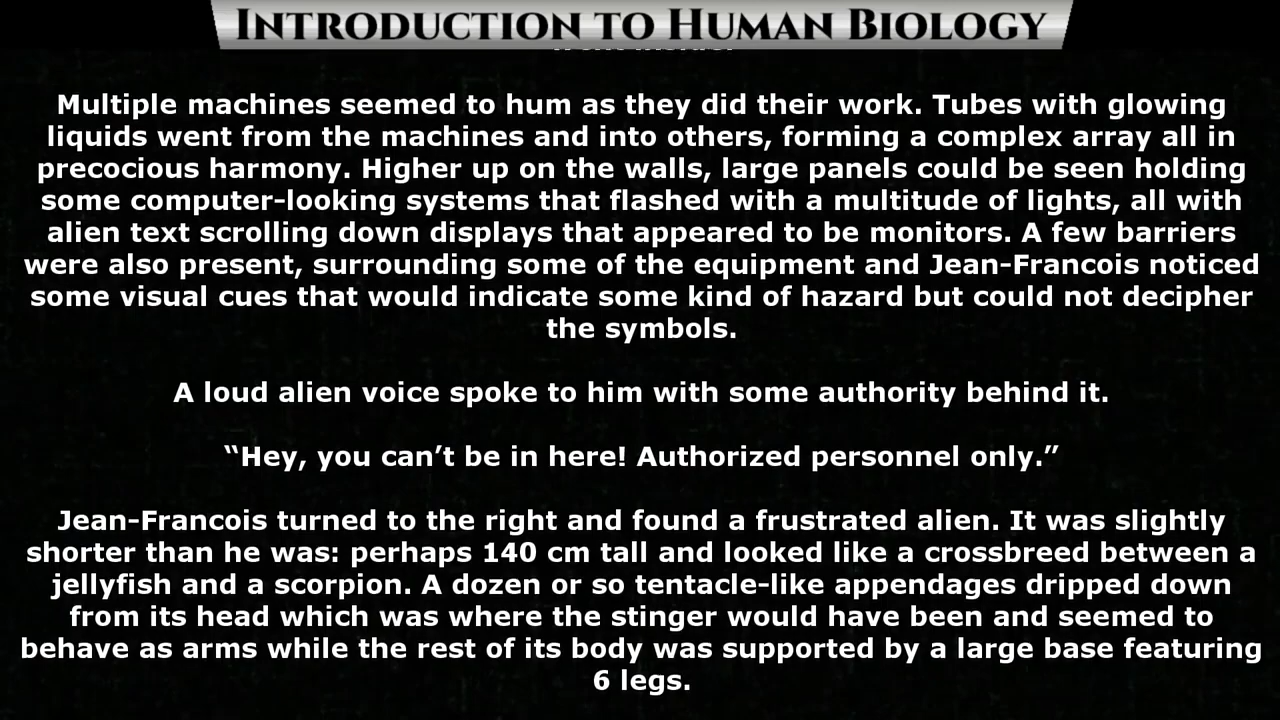 Introduction to Human Biology
Multiple machines seemed to hum as they did their work. Tubes with glowing
liquids went from the machines and into others, forming a complex array all in
precocious harmony. Higher up on the walls, large panels could be seen holding
some computer-looking systems that flashed with a multitude of lights, all with
alien text scrolling down displays that appeared to be monitors. A few barriers
were also present, surrounding some of the equipment and Jean-Francois noticed
some visual cues that would indicate some kind of hazard but could not decipher
the symbols.
A loud alien voice spoke to him with some authority behind it.
“Hey, you can’t be in here! Authorized personnel only.”
Jean-Francois turned to the right and found a frustrated alien. It was slightly
shorter than he was: perhaps 140 cm tall and looked like a crossbreed between a
jellyfish and a scorpion. A dozen or so tentacle-like appendages dripped down
from its head which was where the stinger would have been and seemed to
behave as arms while the rest of its body was supported by a large base featuring
6 legs.